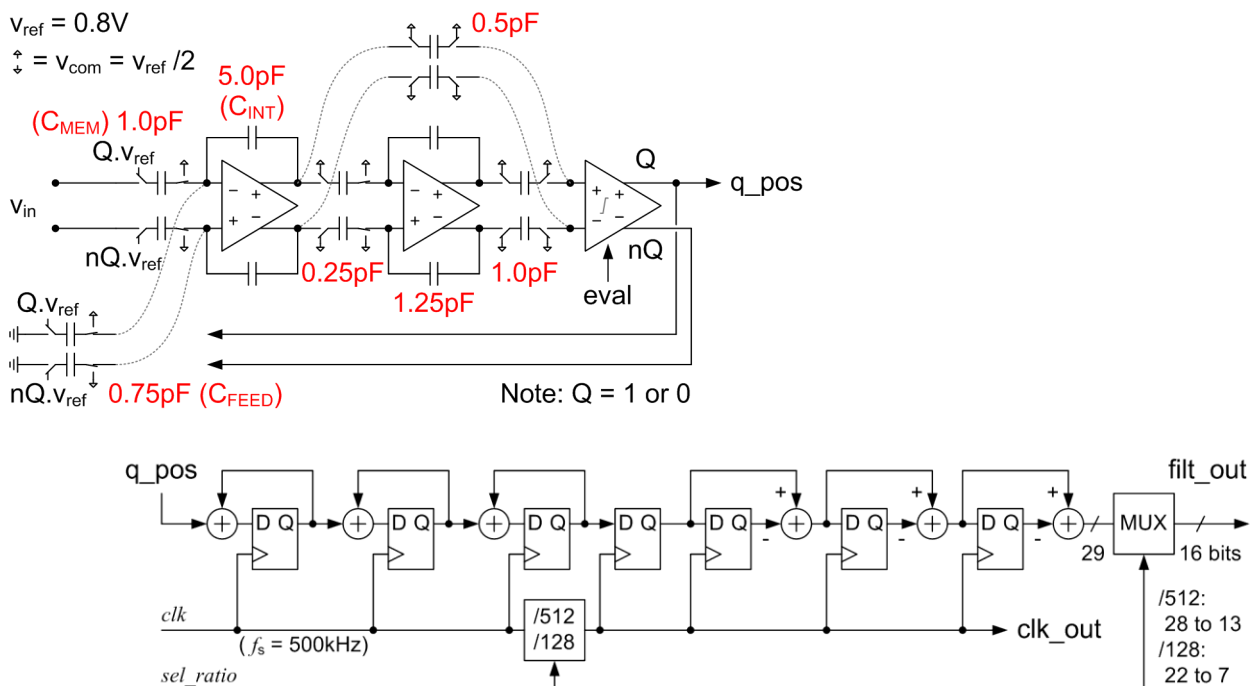 v_ref = 0.8V
= v_com = v_ref /2
0.5pF
5.0pF
(C_INT)
(C_MEM) 1.0pF
Q.v_ref
v_in
nQ.v_ref
- +
+ -
- +
+ -
+ +
- -
Q
q_pos
nQ
0.25pF
1.0pF
1.25pF
eval
Q.v_ref
nQ.v_ref
0.75pF (C_FEED)
Note: Q = 1 or 0
q_pos
filt_out
+ + +
+ D Q + D Q + D Q D Q D Q + D Q + D Q + MUX
- - -
29
16 bits
clk
(f_s = 500kHz)
/512
/128
clk_out
sel_ratio
/512:
28 to 13
/128:
22 to 7